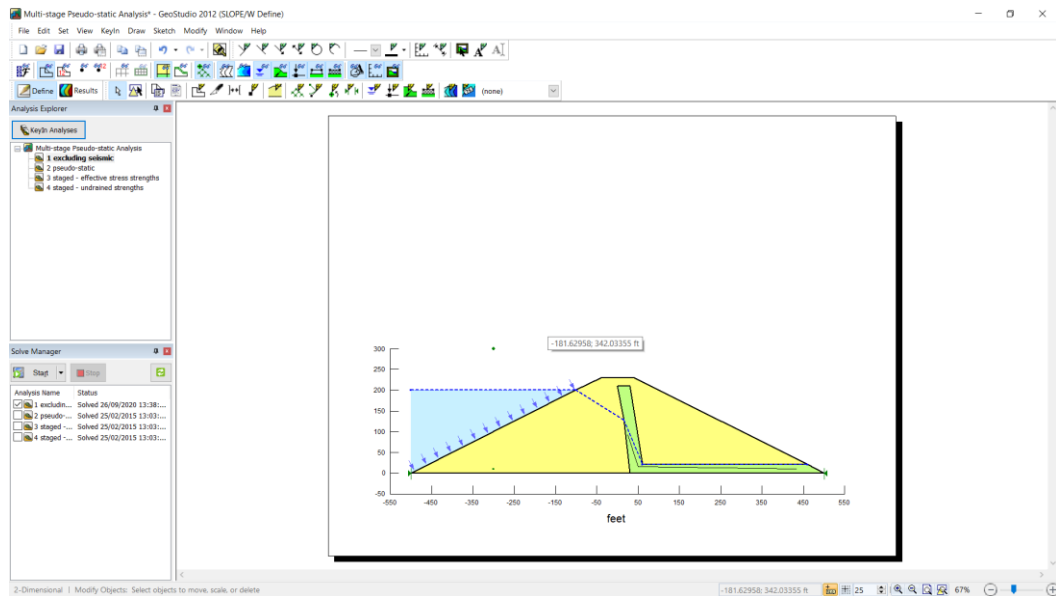 Multi-stage Pseudo-static Analysis* - GeoStudio 2012 (SLOPE/W Define)
File Edit Set View KeyIn Draw Sketch Modify Window Help
Define Results (none)
Analysis Explorer
KeyIn Analyses
Multi-stage Pseudo-static Analysis
1 excluding seismic
2 pseudo-static
3 staged - effective stress strengths
4 staged - undrained strengths
Solve Manager
Start Stop
Analysis Name Status
1 excludin... Solved 26/09/2020 13:38:...
2 pseudo-... Solved 25/02/2015 13:03:...
3 staged -... Solved 25/02/2015 13:03:...
4 staged -... Solved 25/02/2015 13:03:...
-181.62958; 342.03355 ft
300
250
200
150
100
50
0
-50
-550 -450 -350 -250 -150 -50 50 150 250 350 450 550
feet
2-Dimensional | Modify Objects: Select objects to move, scale, or delete
-181.62958; 342.03355 ft 25 67%